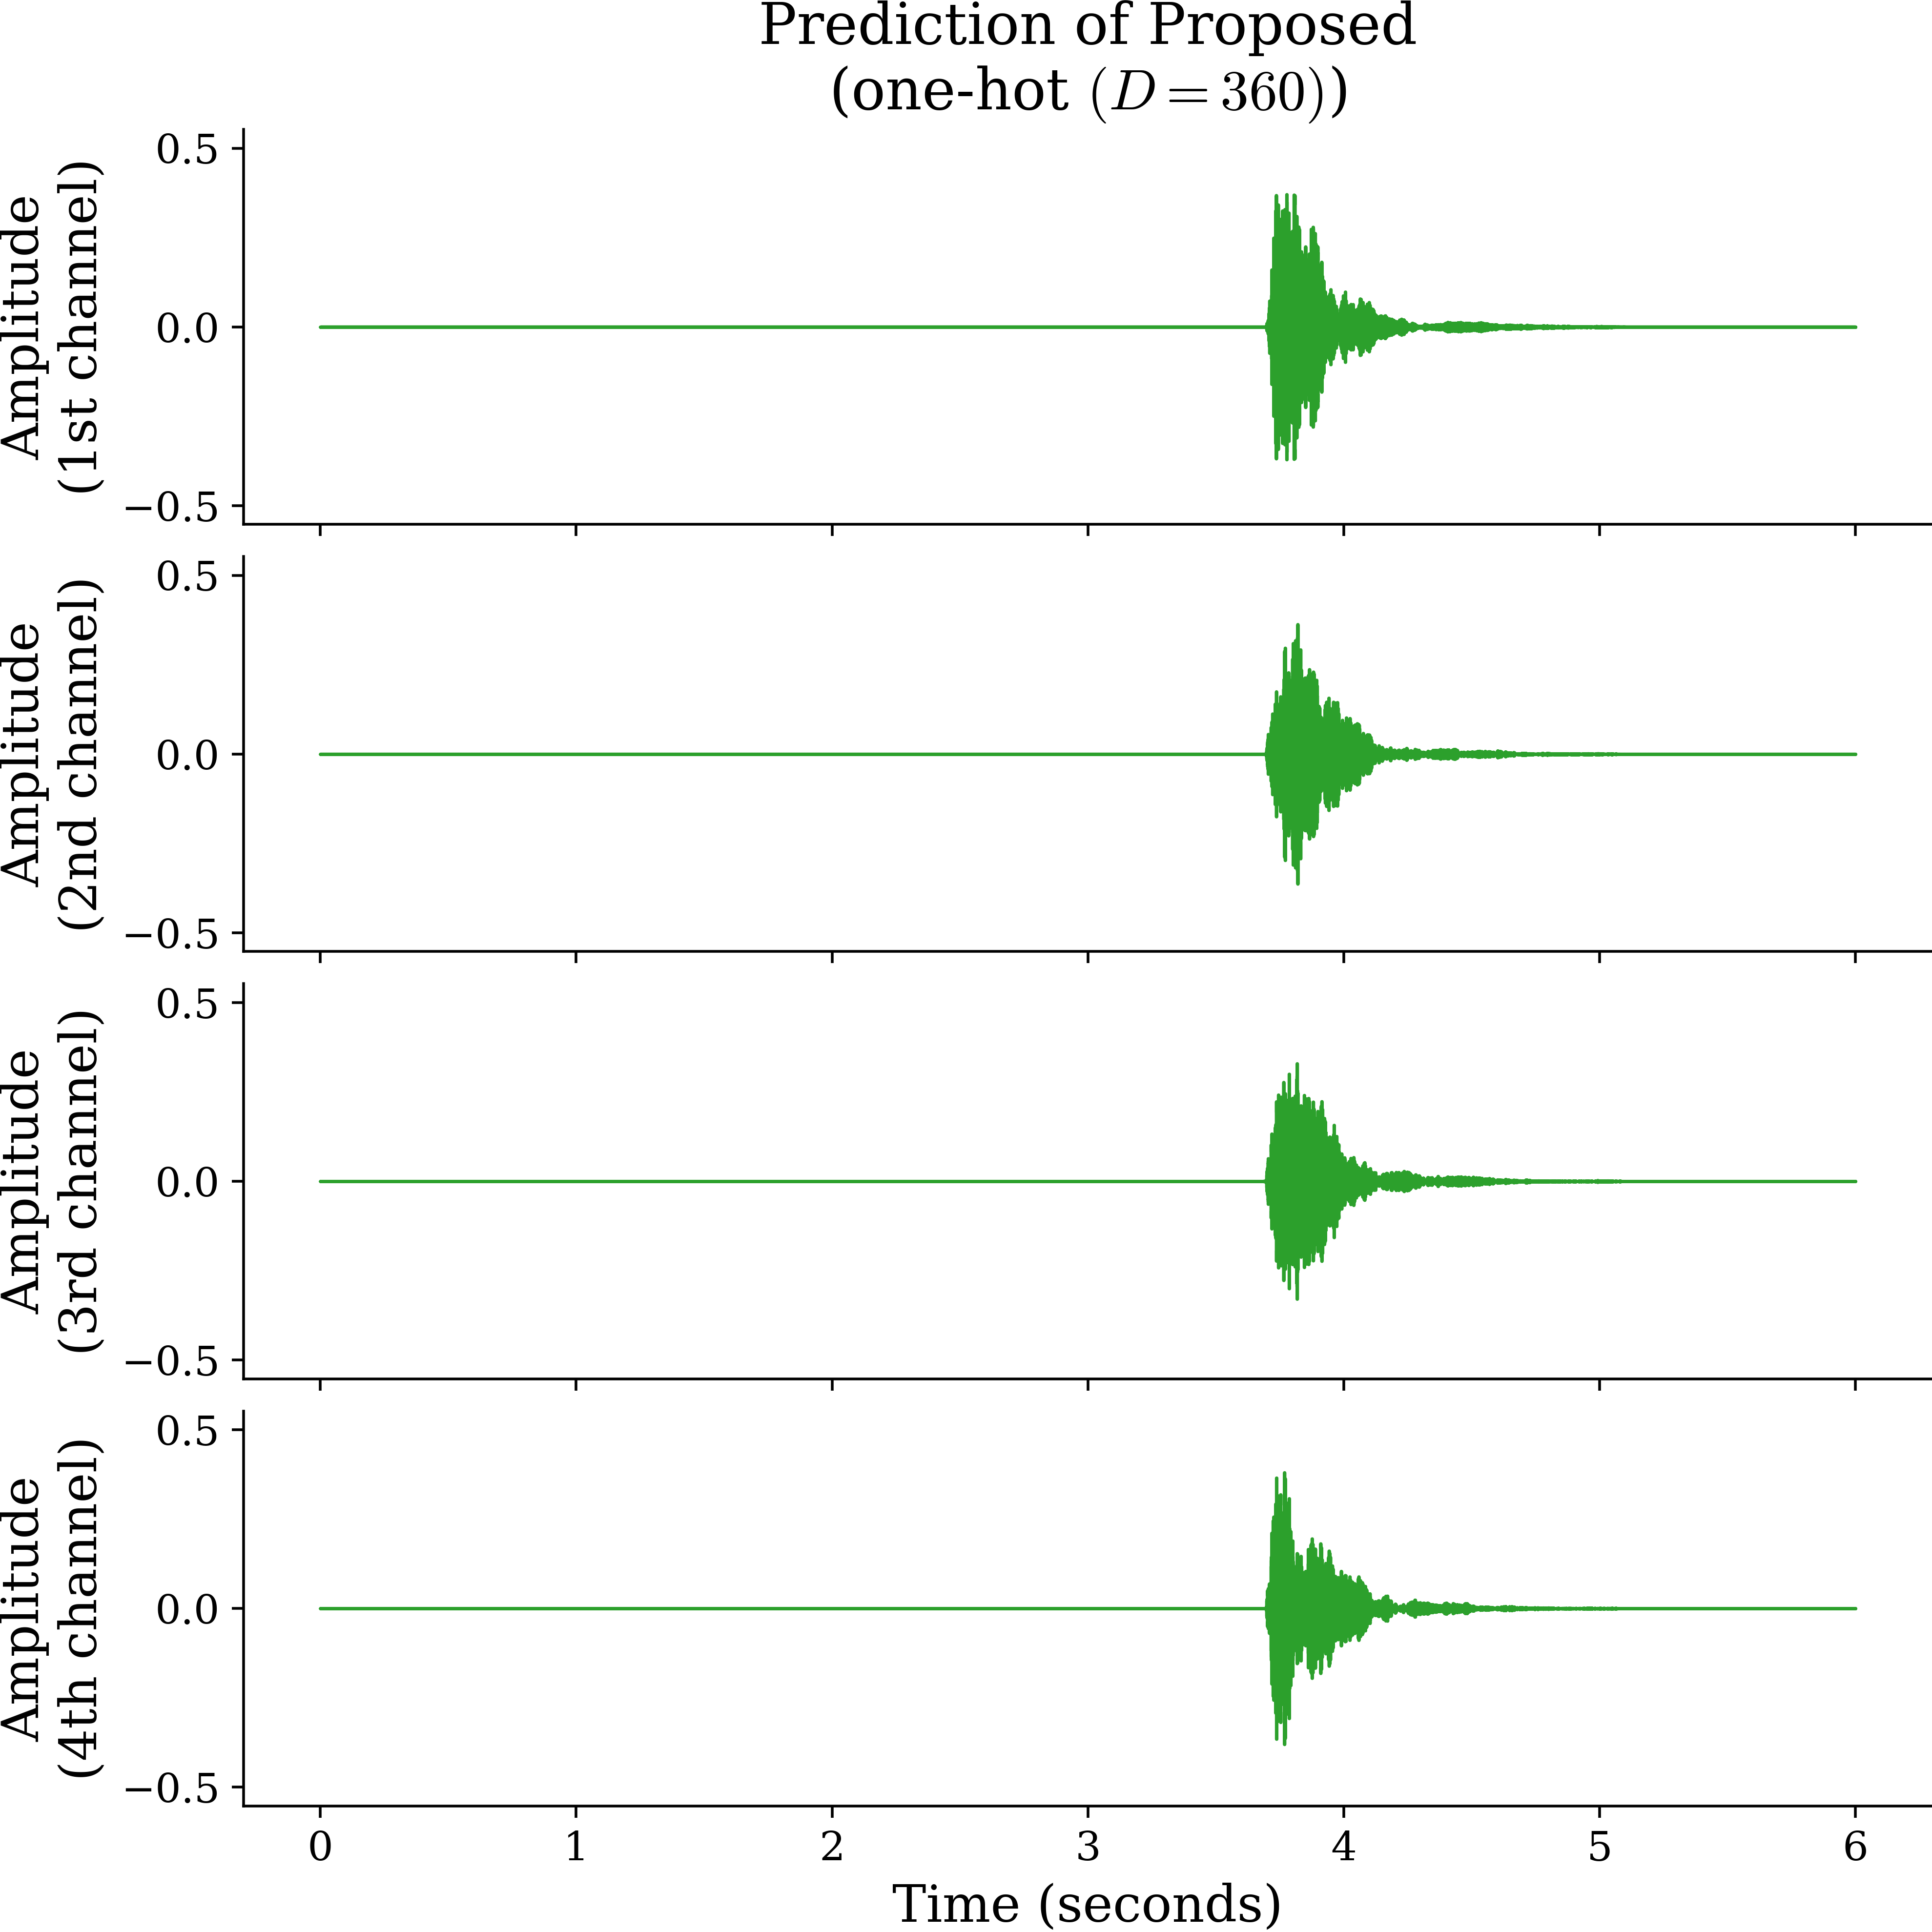 Prediction of Proposed
(one-hot (D = 360))
Amplitude
(1st channel)
0.5
0.0
−0.5
Amplitude
(2nd channel)
0.5
0.0
−0.5
Amplitude
(3rd channel)
0.5
0.0
−0.5
Amplitude
(4th channel)
0.5
0.0
−0.5
0 1 2 3 4 5 6
Time (seconds)